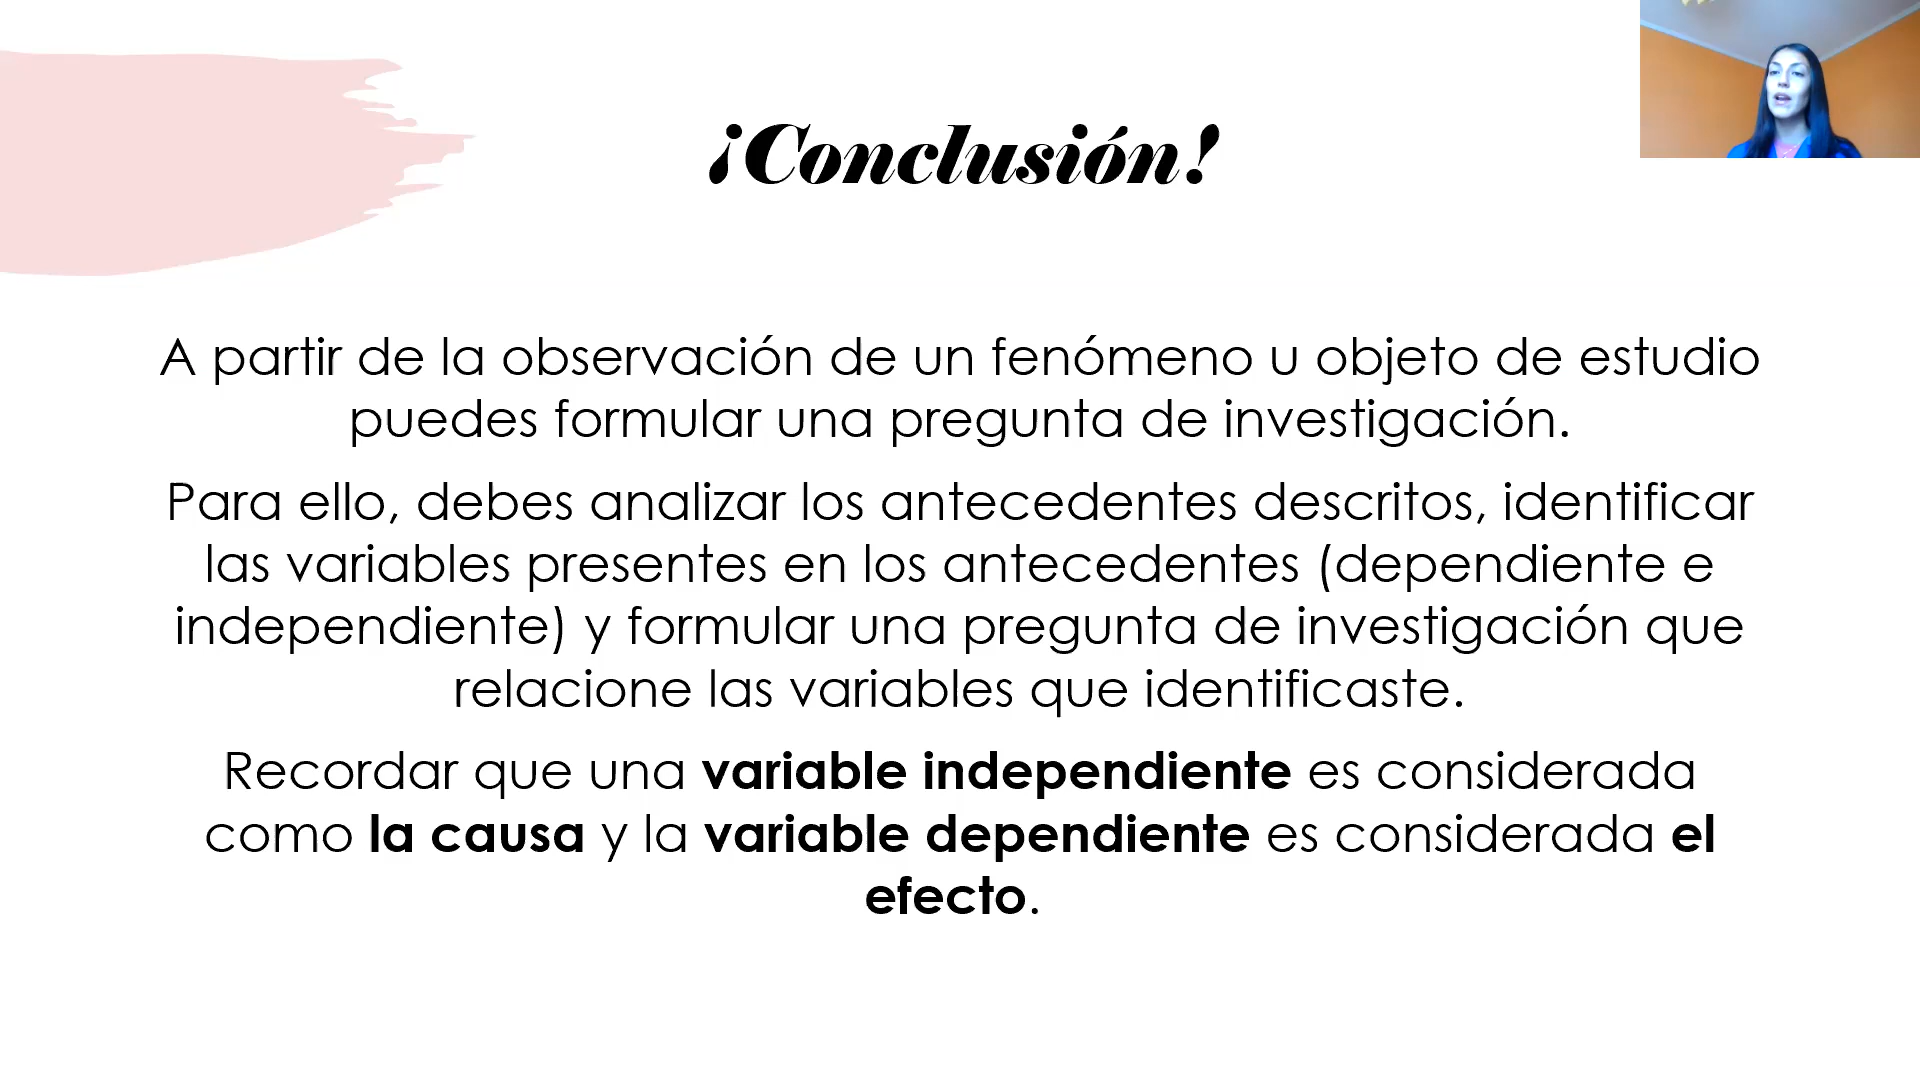 ¡Conclusión!
A partir de la observación de un fenómeno u objeto de estudio
puedes formular una pregunta de investigación.
Para ello, debes analizar los antecedentes descritos, identificar
las variables presentes en los antecedentes (dependiente e
independiente) y formular una pregunta de investigación que
relacione las variables que identificaste.
Recordar que una variable independiente es considerada
como la causa y la variable dependiente es considerada el
efecto.